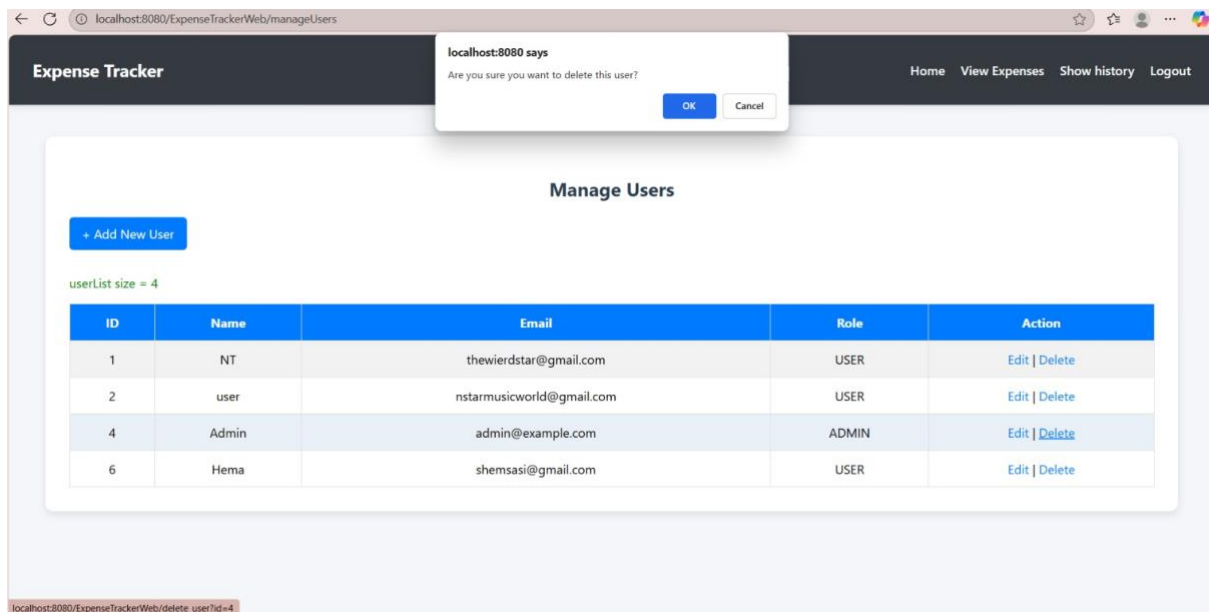 localhost:8080/ExpenseTrackerWeb/manageUsers
localhost:8080 says
Are you sure you want to delete this user?
OK Cancel
Expense Tracker Home View Expenses Show history Logout
Manage Users
+ Add New User
userList size = 4
ID Name Email Role Action
1 NT thewierdstar@gmail.com USER Edit | Delete
2 user nstarmusicworld@gmail.com USER Edit | Delete
4 Admin admin@example.com ADMIN Edit | Delete
6 Hema shemsasi@gmail.com USER Edit | Delete
localhost:8080/ExpenseTrackerWeb/delete_user?id=4